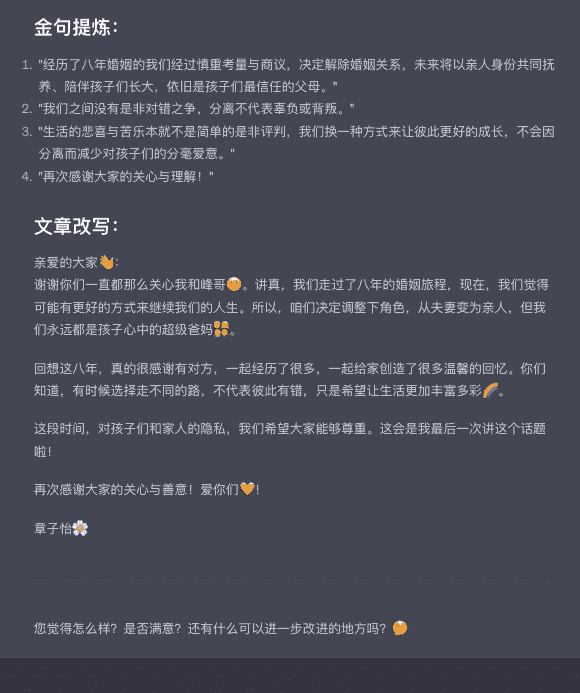 金句提炼：
1. "经历了八年婚姻的我们经过慎重考量与商议，决定解除婚姻关系，未来将以亲人身份共同抚
养、陪伴孩子们长大，依旧是孩子们最信任的父母。"
2. "我们之间没有是非对错之争，分离不代表辜负或背叛。"
3. "生活的悲喜与苦乐本就不是简单的是非评判，我们换一种方式来让彼此更好的成长，不会因
分离而减少对孩子们的分毫爱意。"
4. "再次感谢大家的关心与理解！"
文章改写：
亲爱的大家👋：
谢谢你们一直都那么关心我和峰哥。讲真，我们走过了八年的婚姻旅程，现在，我们觉得
可能有更好的方式来继续我们的人生。所以，咱们决定调整下角色，从夫妻变为亲人，但我
们永远都是孩子心中的超级爸妈。
回想这八年，真的很感谢有对方，一起经历了很多，一起给家创造了很多温馨的回忆。你们
知道，有时候选择走不同的路，不代表彼此有错，只是希望让生活更加丰富多彩🌈。
这段时间，对孩子们和家人的隐私，我们希望大家能够尊重。这会是我最后一次讲这个话题
啦！
再次感谢大家的关心与善意！爱你们🧡！
章子怡🌼
您觉得怎么样？是否满意？还有什么可以进一步改进的地方吗？